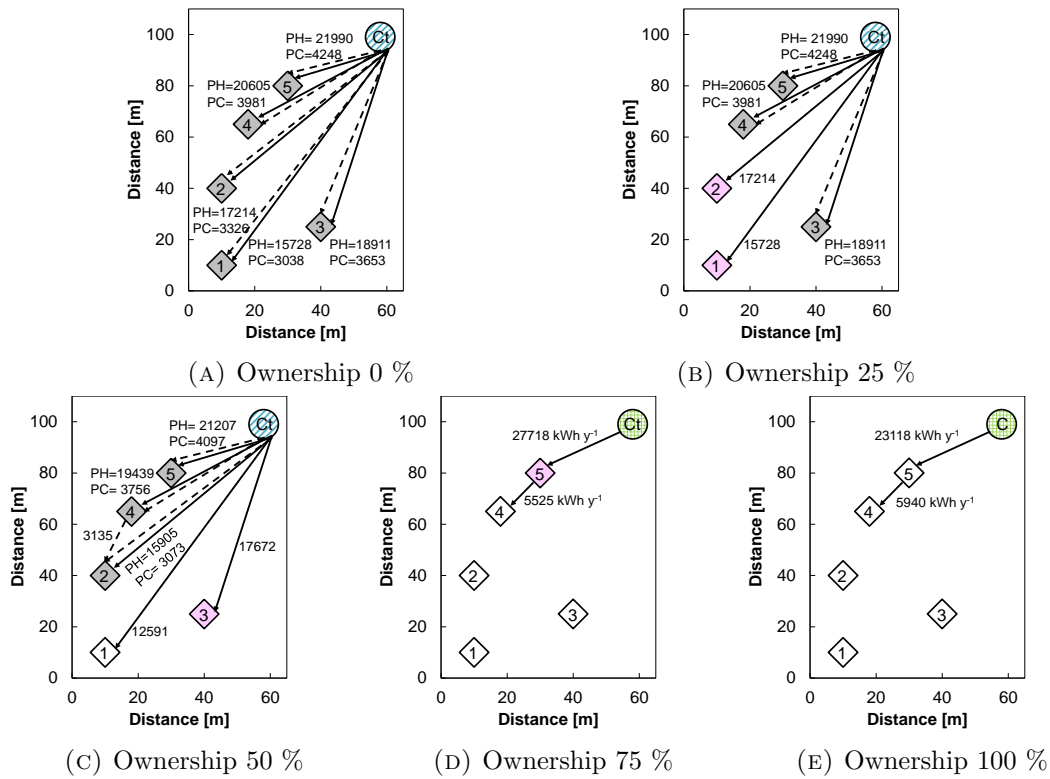 100
80
60
40
20
0
Distance [m]
0 20 40 60
Distance [m]
Ct
PH= 21990
PC=4248
5
PH=20605
PC= 3981
4
2
PH=17214
PC=3326
3
PH=15728
PC=3038
PH=18911
PC=3653
1
(A) Ownership 0 %
100
80
60
40
20
0
Distance [m]
0 20 40 60
Distance [m]
Ct
PH= 21990
PC=4248
5
PH=20605
PC= 3981
4
2
17214
3
15728
PH=18911
PC=3653
1
(B) Ownership 25 %
100
80
60
40
20
0
Distance [m]
0 20 40 60
Distance [m]
Ct
PH= 21207
PC=4097
5
PH=19439
PC= 3756
4
3135
PH=15905
PC= 3073
17672
2
3
12591
1
(C) Ownership 50 %
100
80
60
40
20
0
Distance [m]
0 20 40 60
Distance [m]
Ct
27718 kWh y⁻¹
5
5525 kWh y⁻¹
4
2
3
1
(D) Ownership 75 %
100
80
60
40
20
0
Distance [m]
0 20 40 60
Distance [m]
C
23118 kWh y⁻¹
5
5940 kWh y⁻¹
4
2
3
1
(E) Ownership 100 %